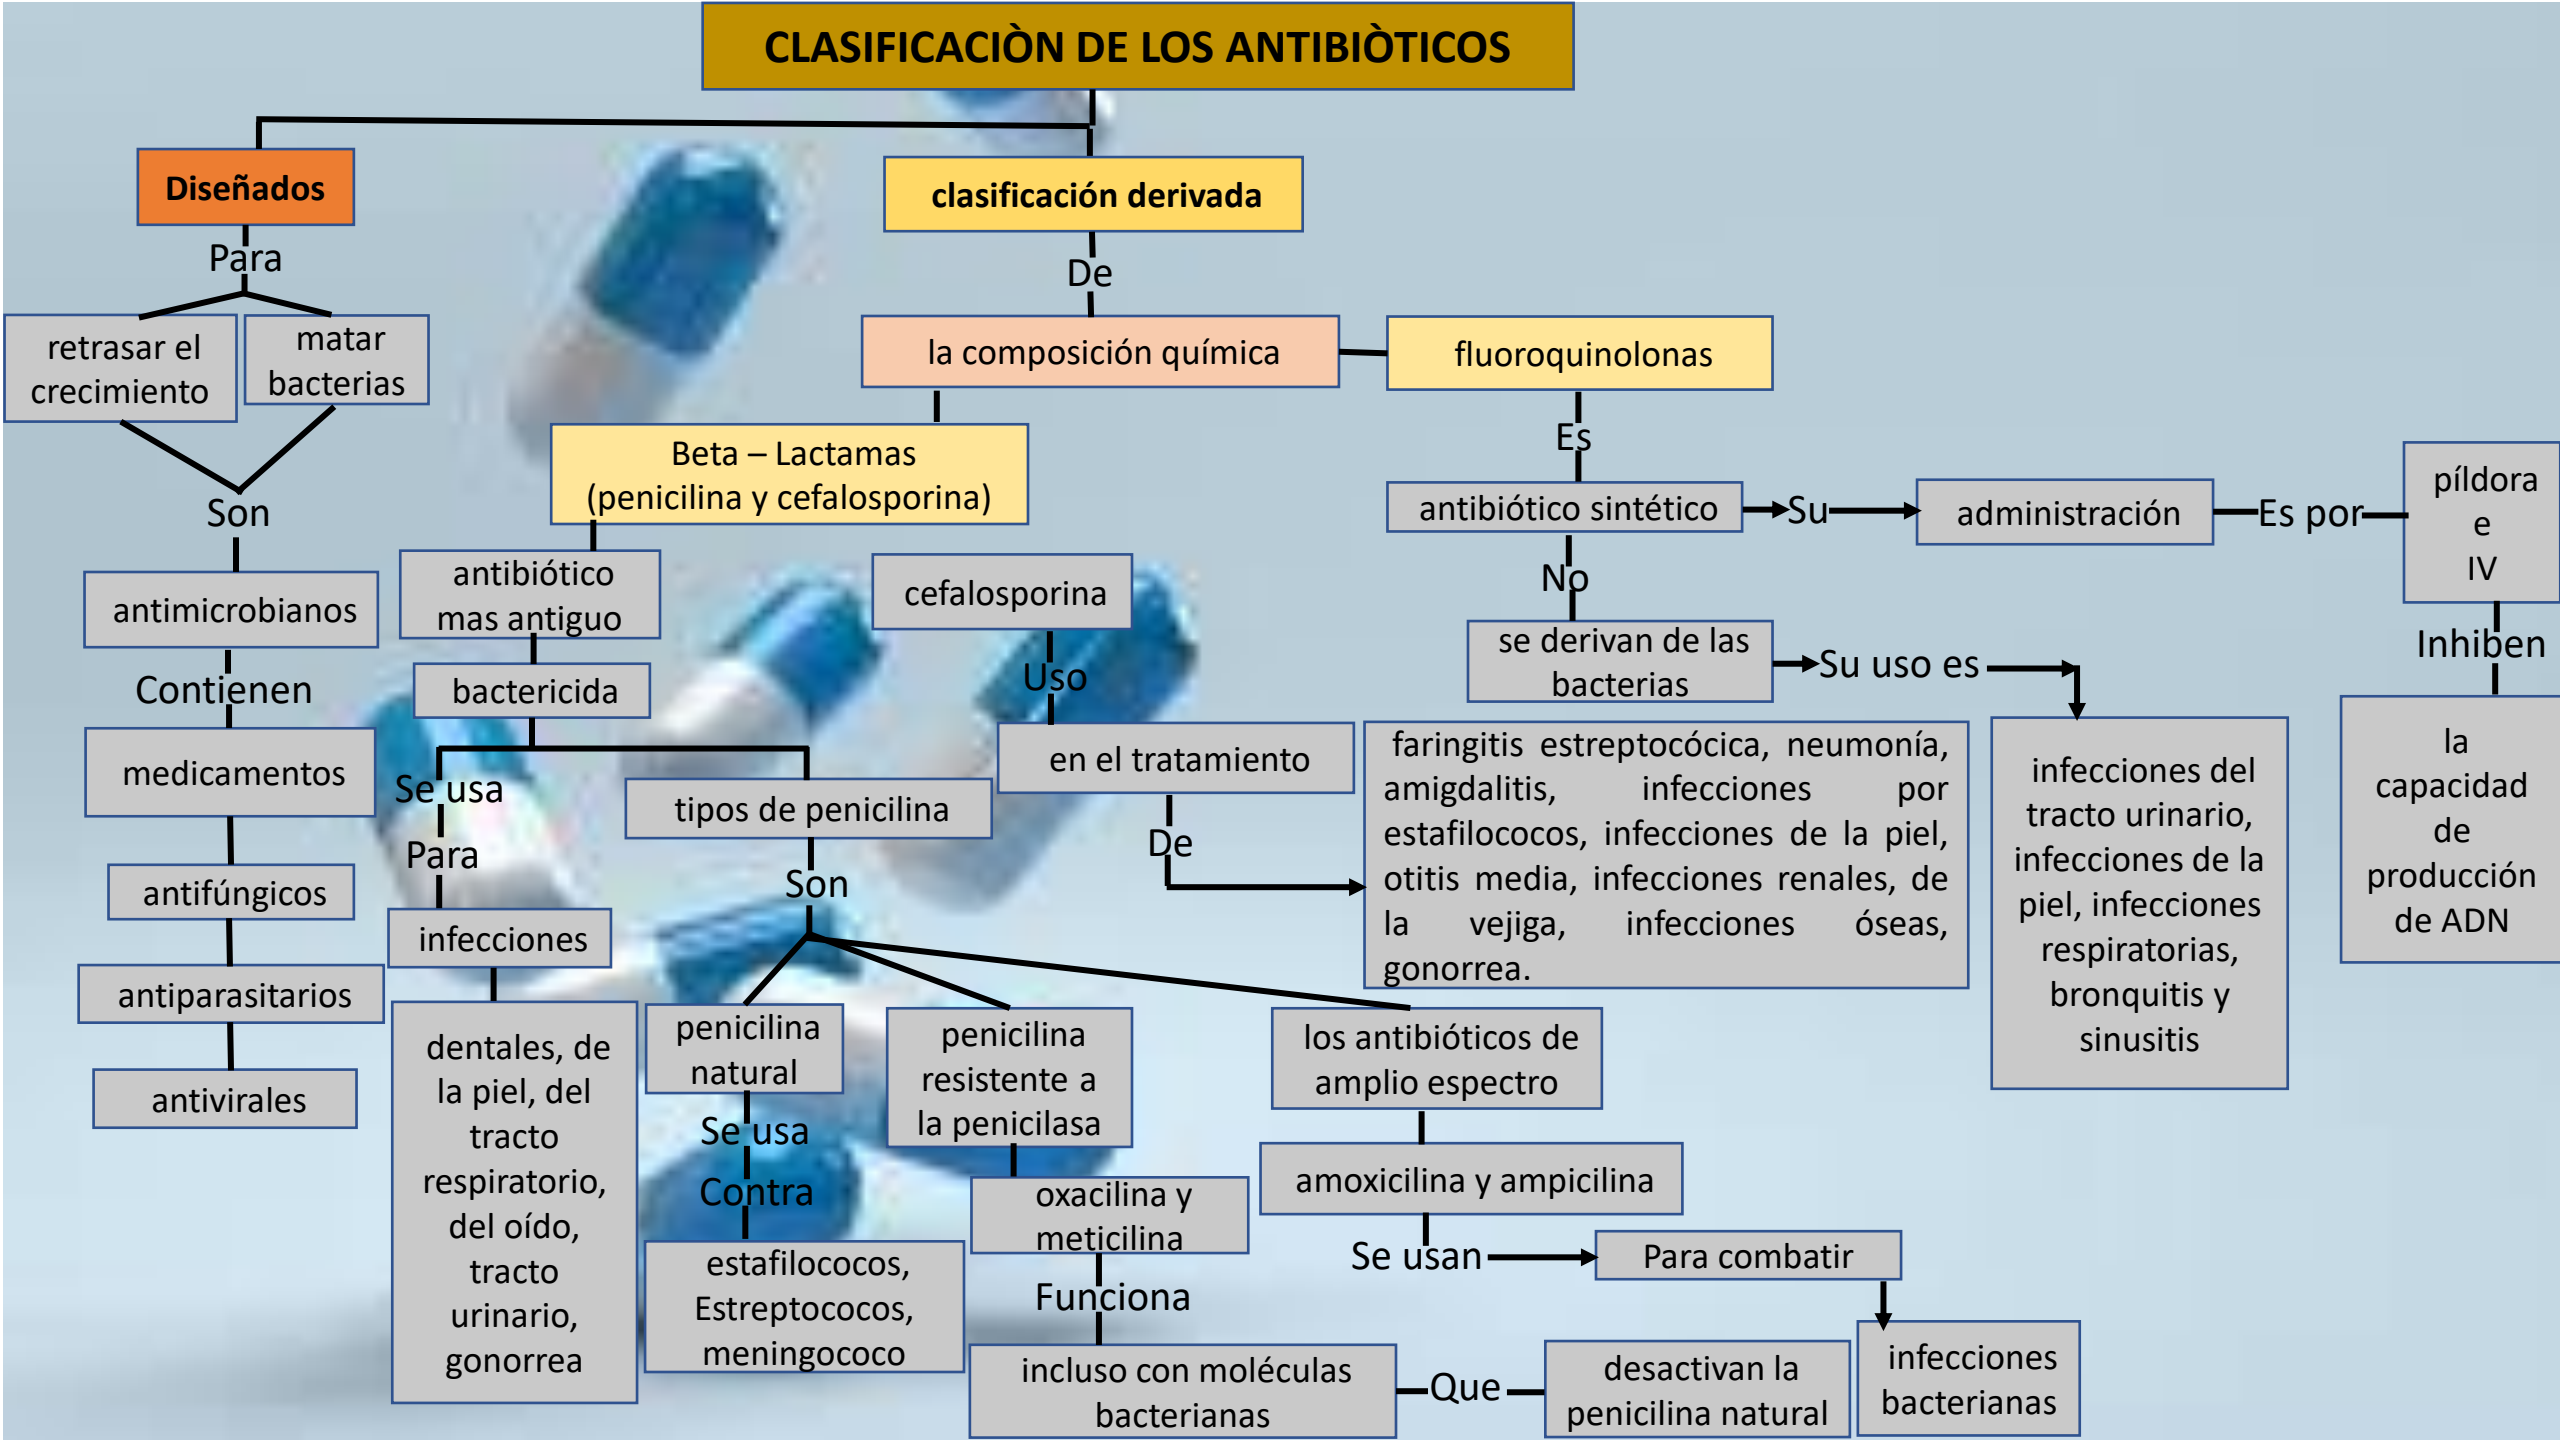 CLASIFICACIÒN DE LOS ANTIBIÒTICOS
Diseñados
Para
retrasar el
crecimiento
matar
bacterias
Son
antimicrobianos
Contienen
medicamentos
antifúngicos
antiparasitarios
antivirales
clasificación derivada
De
la composición química
Beta – Lactamas
(penicilina y cefalosporina)
antibiótico
mas antiguo
bactericida
Se usa
Para
infecciones
dentales, de
la piel, del
tracto
respiratorio,
del oído,
tracto
urinario,
gonorrea
tipos de penicilina
Son
penicilina
natural
Se usa
Contra
estafilococos,
Estreptococos,
meningococo
penicilina
resistente a
la penicilasa
oxacilina y
meticilina
Funciona
incluso con moléculas
bacterianas
Que
desactivan la
penicilina natural
los antibióticos de
amplio espectro
amoxicilina y ampicilina
Se usan
Para combatir
infecciones
bacterianas
cefalosporina
Uso
en el tratamiento
De
faringitis estreptocócica, neumonía,
amigdalitis, infecciones por
estafilococos, infecciones de la piel,
otitis media, infecciones renales, de
la vejiga, infecciones óseas,
gonorrea.
fluoroquinolonas
Es
antibiótico sintético
Su
administración
Es por
píldora
e
IV
Inhiben
la
capacidad
de
producción
de ADN
No
se derivan de las
bacterias
Su uso es
infecciones del
tracto urinario,
infecciones de la
piel, infecciones
respiratorias,
bronquitis y
sinusitis